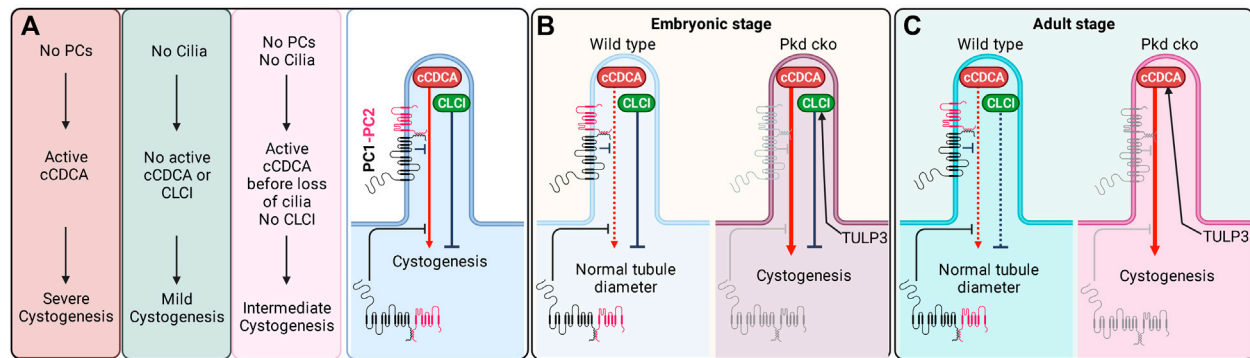 A
No PCs
Active
cCDCA
Severe
Cystogenesis
No Cilia
No active
cCDCA or
CLCI
Mild
Cystogenesis
No PCs
No Cilia
Active
cCDCA
before loss
of cilia
No CLCI
Intermediate
Cystogenesis
cCDCA
CLCI
PC1-PC2
Cystogenesis
B
Embryonic stage
Wild type
cCDCA
CLCI
Normal tubule
diameter
Pkd cko
cCDCA
CLCI
TULP3
Cystogenesis
C
Adult stage
Wild type
cCDCA
CLCI
Normal tubule
diameter
Pkd cko
cCDCA
TULP3
Cystogenesis